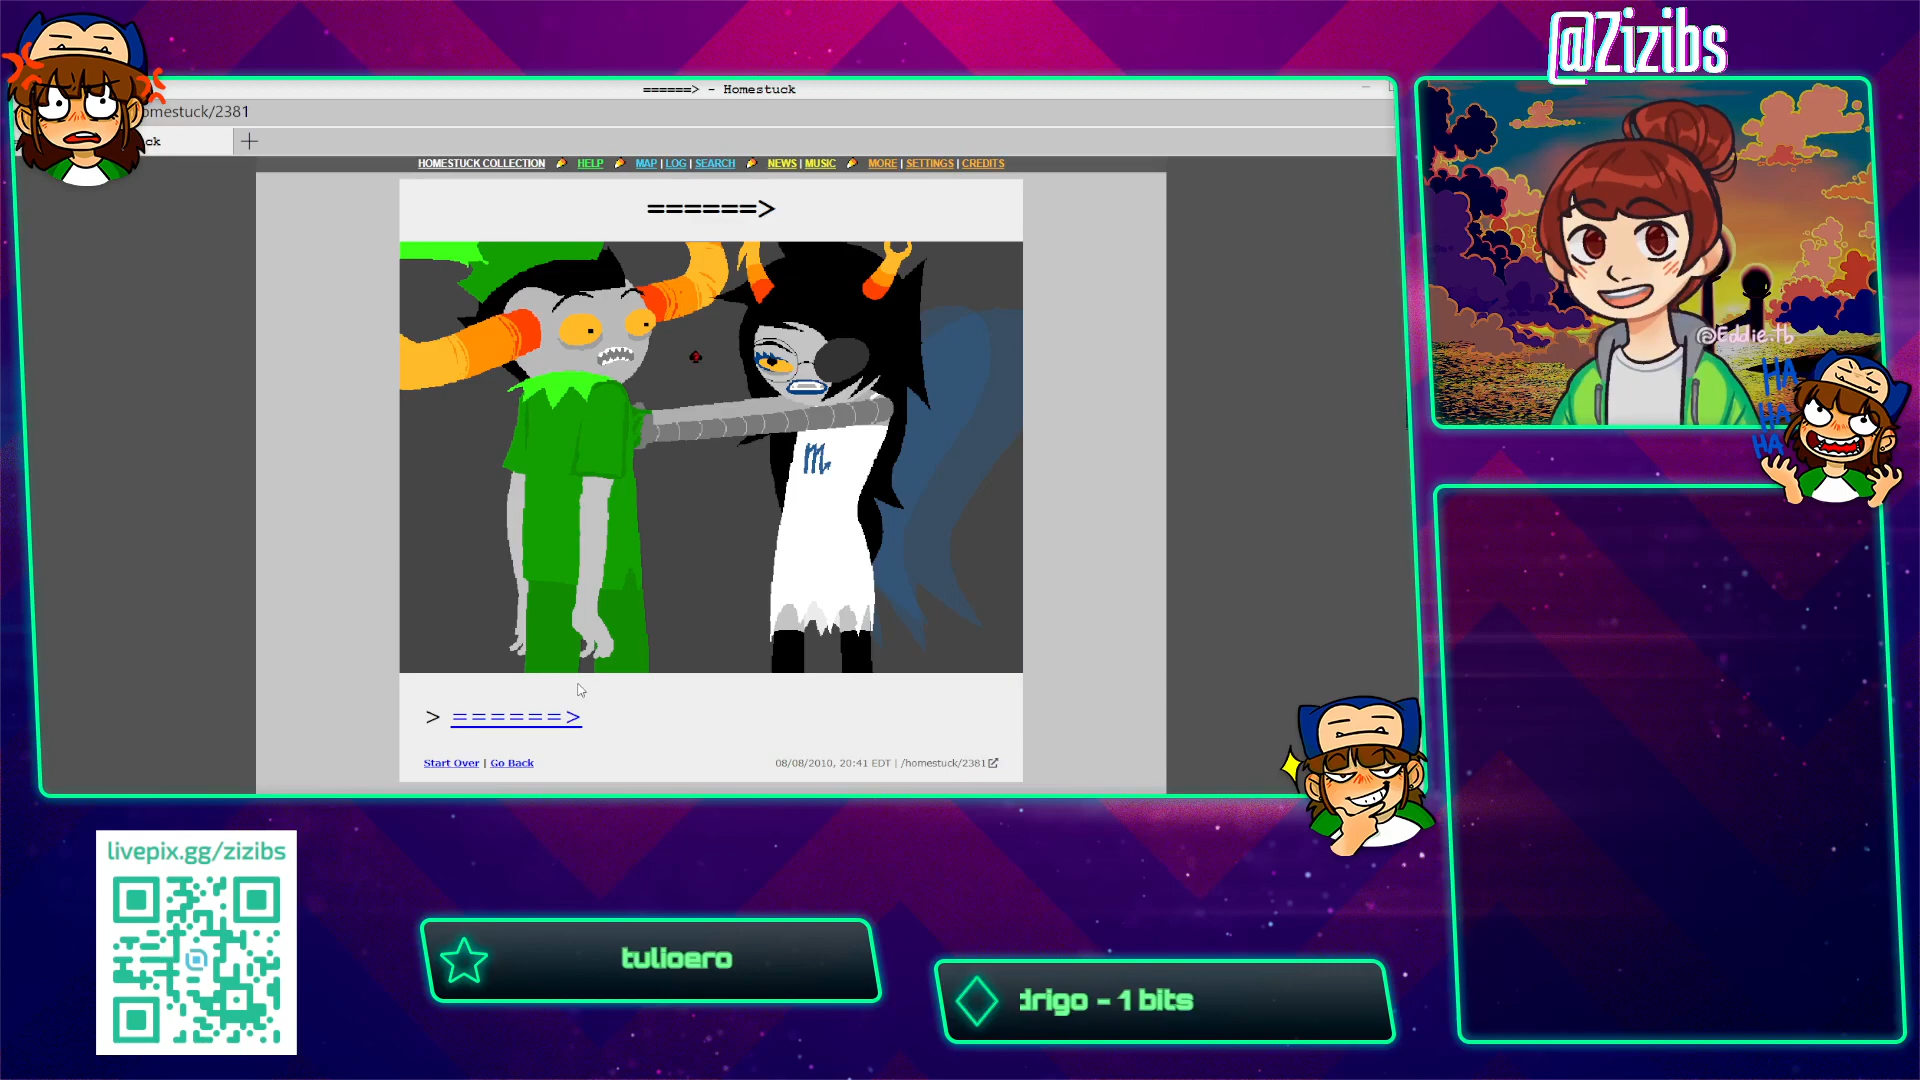 @Zizibs
======> - Homestuck
omestuck/2381
ck
HOMESTUCK COLLECTION HELP MAP | LOG | SEARCH NEWS | MUSIC MORE | SETTINGS | CREDITS
======>
@Eddie.tb
HA
HA
HA
> ======>
Start Over | Go Back
08/08/2010, 20:41 EDT | /homestuck/2381
livepix.gg/zizibs
tulioero
drigo - 1 bits